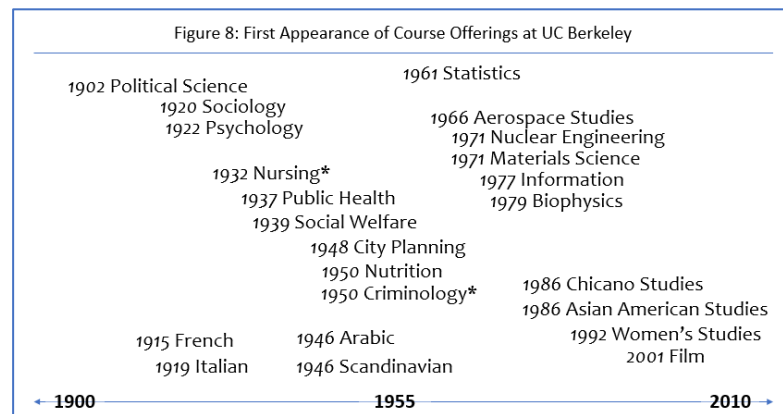 Figure 8: First Appearance of Course Offerings at UC Berkeley
1961 Statistics
1902 Political Science
1920 Sociology
1922 Psychology
1966 Aerospace Studies
1971 Nuclear Engineering
1971 Materials Science
1977 Information
1979 Biophysics
1932 Nursing*
1937 Public Health
1939 Social Welfare
1948 City Planning
1950 Nutrition
1950 Criminology*
1986 Chicano Studies
1986 Asian American Studies
1992 Women's Studies
2001 Film
1915 French
1919 Italian
1946 Arabic
1946 Scandinavian
1900 1955 2010